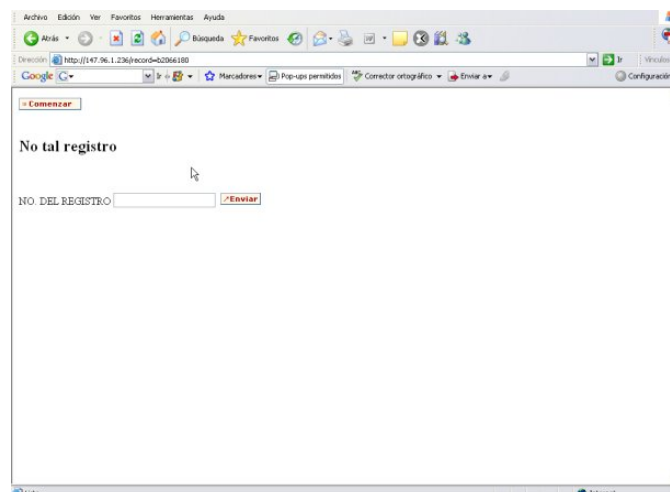 Archivo Edición Ver Favoritos Herramientas Ayuda
Atrás Búsqueda Favoritos
Dirección http://147.96.1.236/record=b2066180 Ir Vínculos
Google G Ir Marcadores Pop-ups permitidos Corrector ortográfico Enviar a Configuración
Comenzar
No tal registro
NO. DEL REGISTRO Enviar